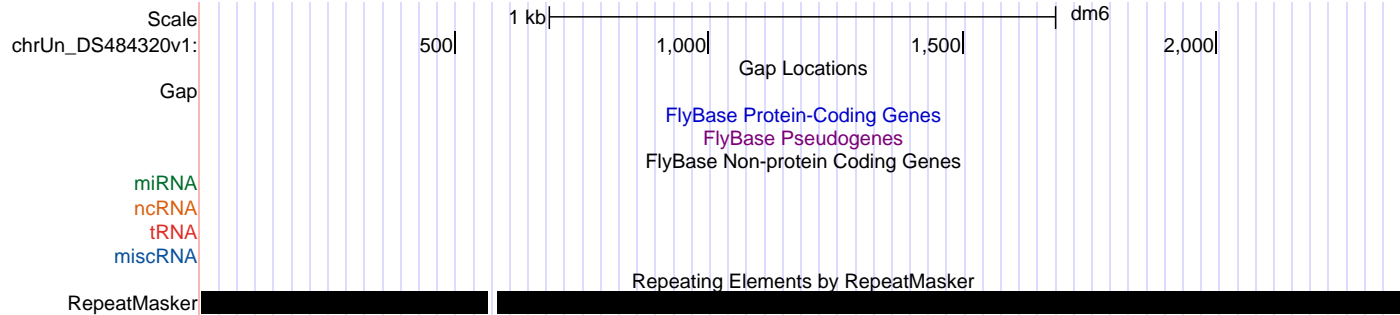 Scale 1 kb dm6
chrUn_DS484320v1: 500 1,000 1,500 2,000
Gap Locations
Gap
FlyBase Protein-Coding Genes
FlyBase Pseudogenes
FlyBase Non-protein Coding Genes
miRNA
ncRNA
tRNA
miscRNA
Repeating Elements by RepeatMasker
RepeatMasker